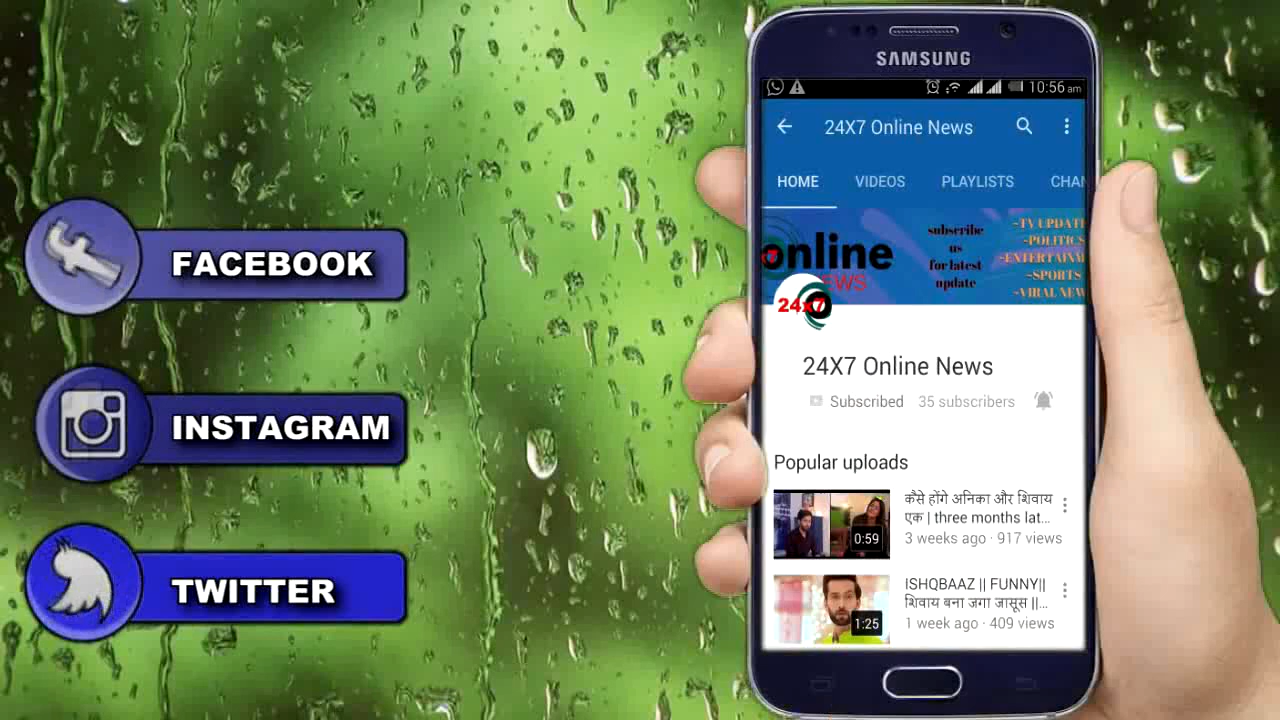 FACEBOOK
INSTAGRAM
TWITTER
SAMSUNG
10:56 am
24X7 Online News
HOME VIDEOS PLAYLISTS CHAN
online
NEWS
subscribe
us
for latest
update
~TV UPDATE
~POLITICS
~ENTERTAINM
~SPORTS
~VIRAL NEW
24x7
24X7 Online News
Subscribed 35 subscribers
Popular uploads
कैसे होंगे अनिका और शिवाय
एक | three months lat...
3 weeks ago · 917 views
0:59
ISHQBAAZ || FUNNY||
शिवाय बना जगा जासूस ||...
1 week ago · 409 views
1:25